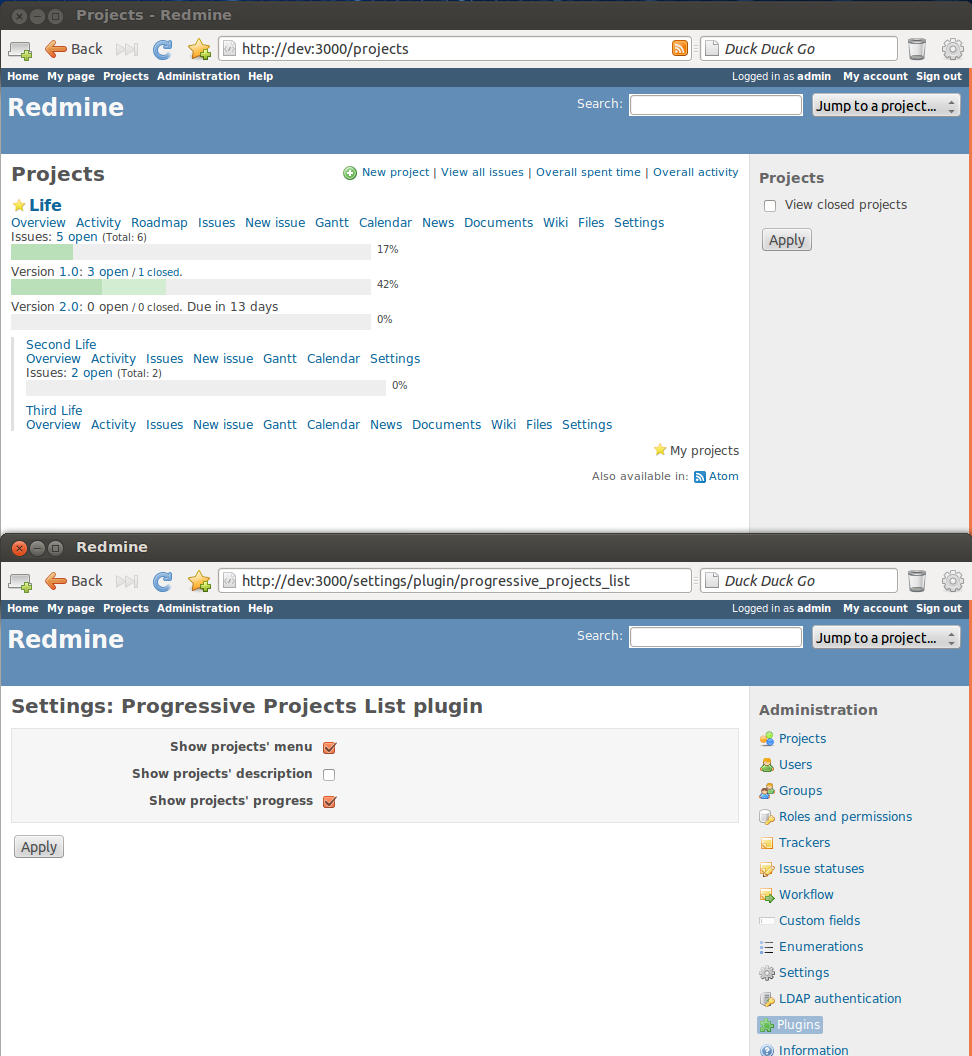 Projects - Redmine
Back http://dev:3000/projects Duck Duck Go
Home My page Projects Administration Help Logged in as admin My account Sign out
Redmine Search: Jump to a project...
Projects New project | View all issues | Overall spent time | Overall activity
Life
Overview Activity Roadmap Issues New issue Gantt Calendar News Documents Wiki Files Settings
Issues: 5 open (Total: 6)
17%
Version 1.0: 3 open / 1 closed.
42%
Version 2.0: 0 open / 0 closed. Due in 13 days
0%
Second Life
Overview Activity Issues New issue Gantt Calendar Settings
Issues: 2 open (Total: 2)
0%
Third Life
Overview Activity Issues New issue Gantt Calendar News Documents Wiki Files Settings
My projects
Also available in: Atom
Projects
View closed projects
Apply
Redmine
Back http://dev:3000/settings/plugin/progressive_projects_list Duck Duck Go
Home My page Projects Administration Help Logged in as admin My account Sign out
Redmine Search: Jump to a project...
Settings: Progressive Projects List plugin
Show projects' menu
Show projects' description
Show projects' progress
Apply
Administration
Projects
Users
Groups
Roles and permissions
Trackers
Issue statuses
Workflow
Custom fields
Enumerations
Settings
LDAP authentication
Plugins
Information